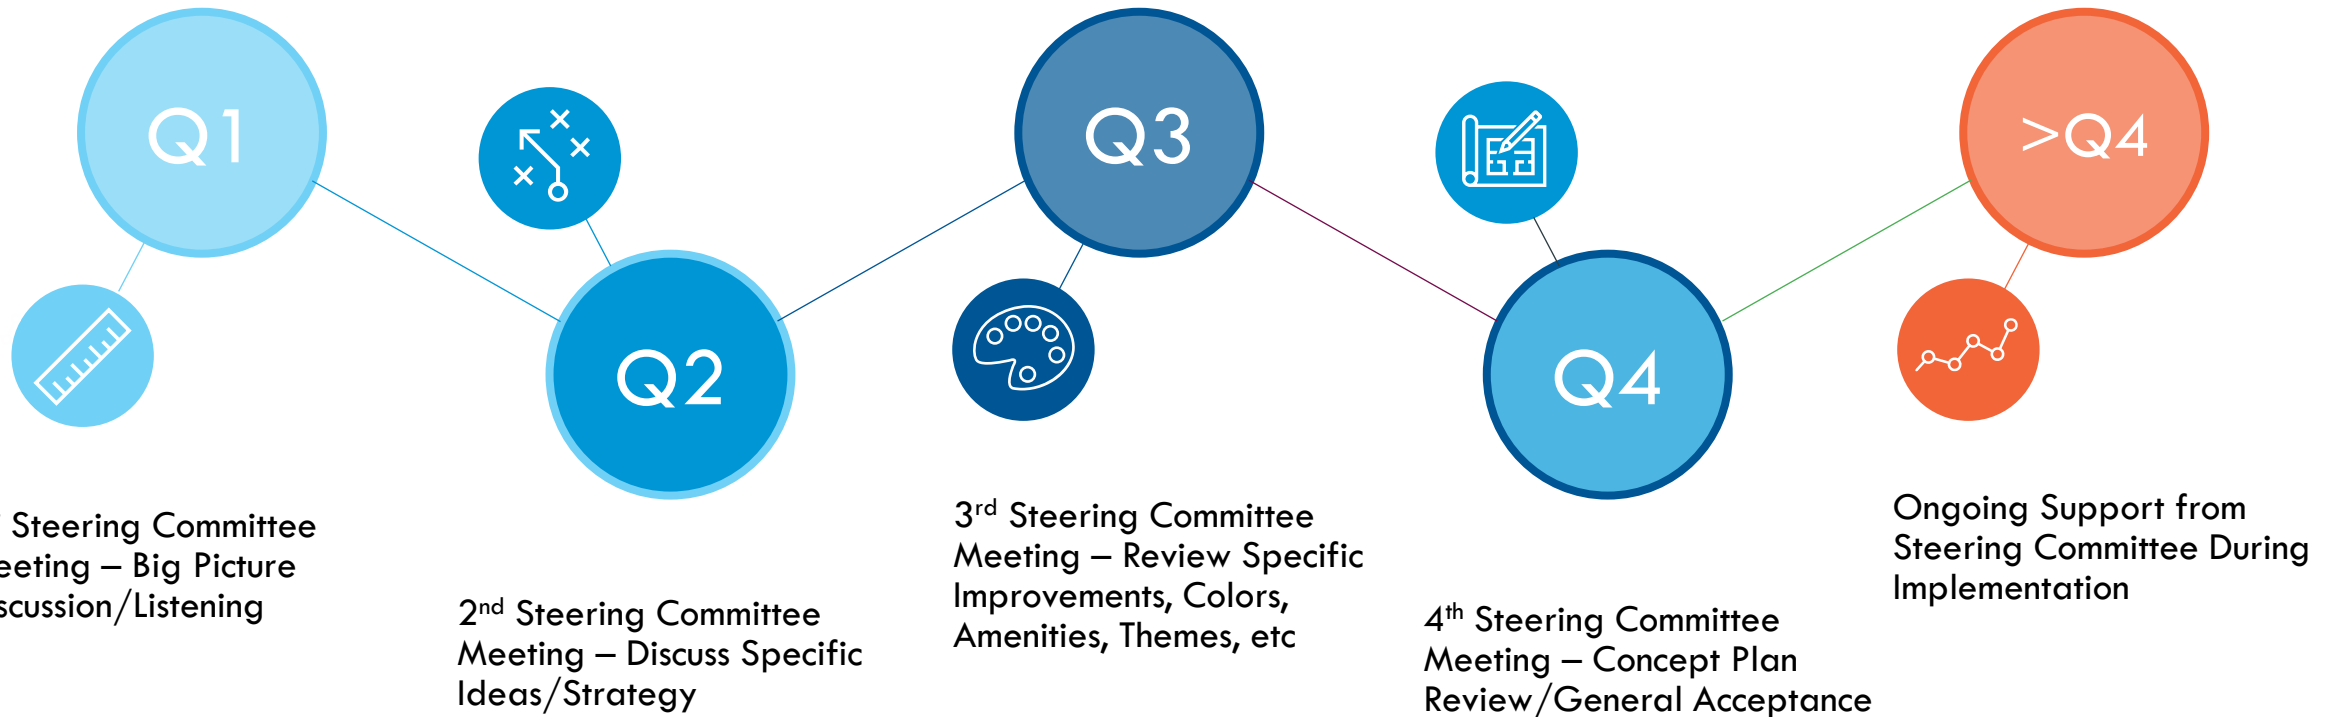 Q1
Q2
Q3
Q4
>Q4
Steering Committee
eeting – Big Picture
scussion/Listening
2nd Steering Committee
Meeting – Discuss Specific
Ideas/Strategy
3rd Steering Committee
Meeting – Review Specific
Improvements, Colors,
Amenities, Themes, etc
4th Steering Committee
Meeting – Concept Plan
Review/General Acceptance
Ongoing Support from
Steering Committee During
Implementation